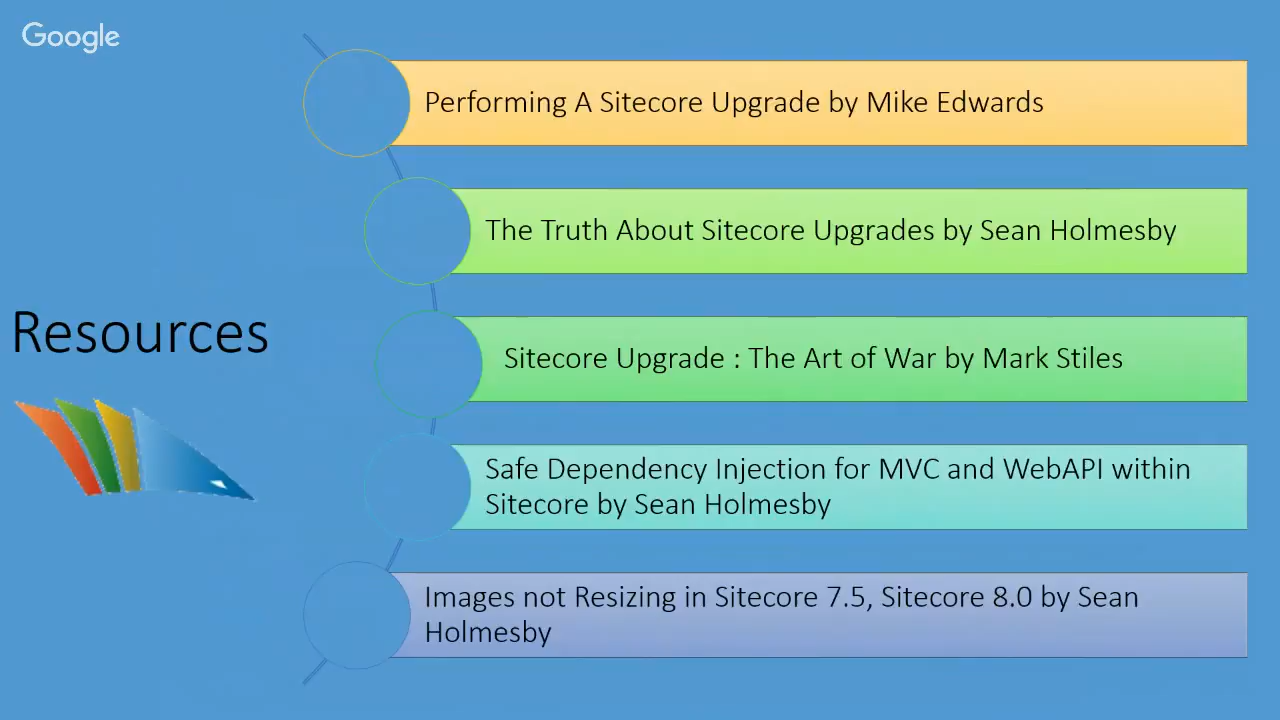 Google
Performing A Sitecore Upgrade by Mike Edwards
The Truth About Sitecore Upgrades by Sean Holmesby
Resources
Sitecore Upgrade : The Art of War by Mark Stiles
Safe Dependency Injection for MVC and WebAPI within
Sitecore by Sean Holmesby
Images not Resizing in Sitecore 7.5, Sitecore 8.0 by Sean
Holmesby